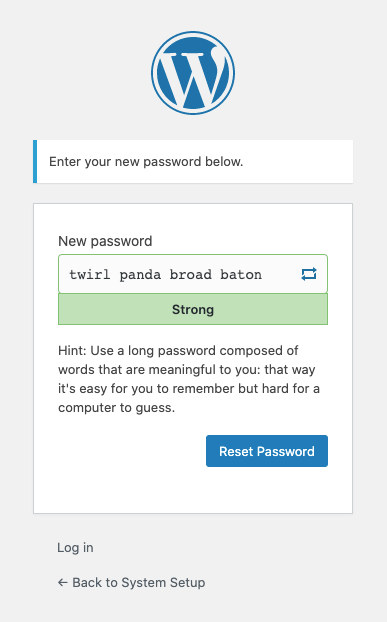 Enter your new password below.
New password
twirl panda broad baton
Strong
Hint: Use a long password composed of
words that are meaningful to you: that way
it's easy for you to remember but hard for a
computer to guess.
Reset Password
Log in
← Back to System Setup